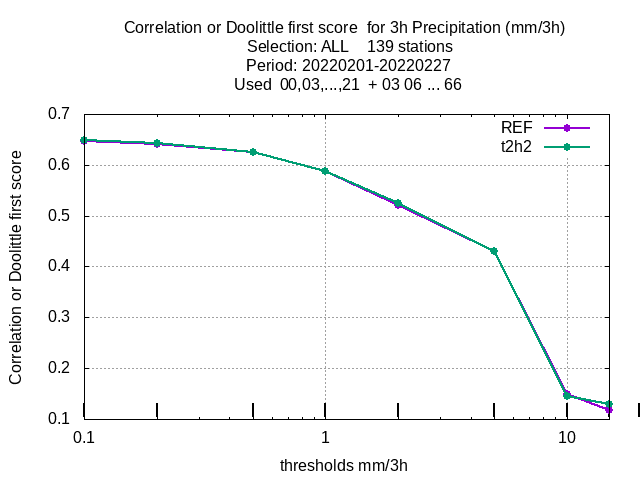 Correlation or Doolittle first score  for 3h Precipitation (mm/3h)
Selection: ALL    139 stations
Period: 20220201-20220227
Used  00,03,...,21  + 03 06 ... 66
REF
t2h2
Correlation or Doolittle first score
0.7
0.6
0.5
0.4
0.3
0.2
0.1
0.1 1 10
thresholds mm/3h